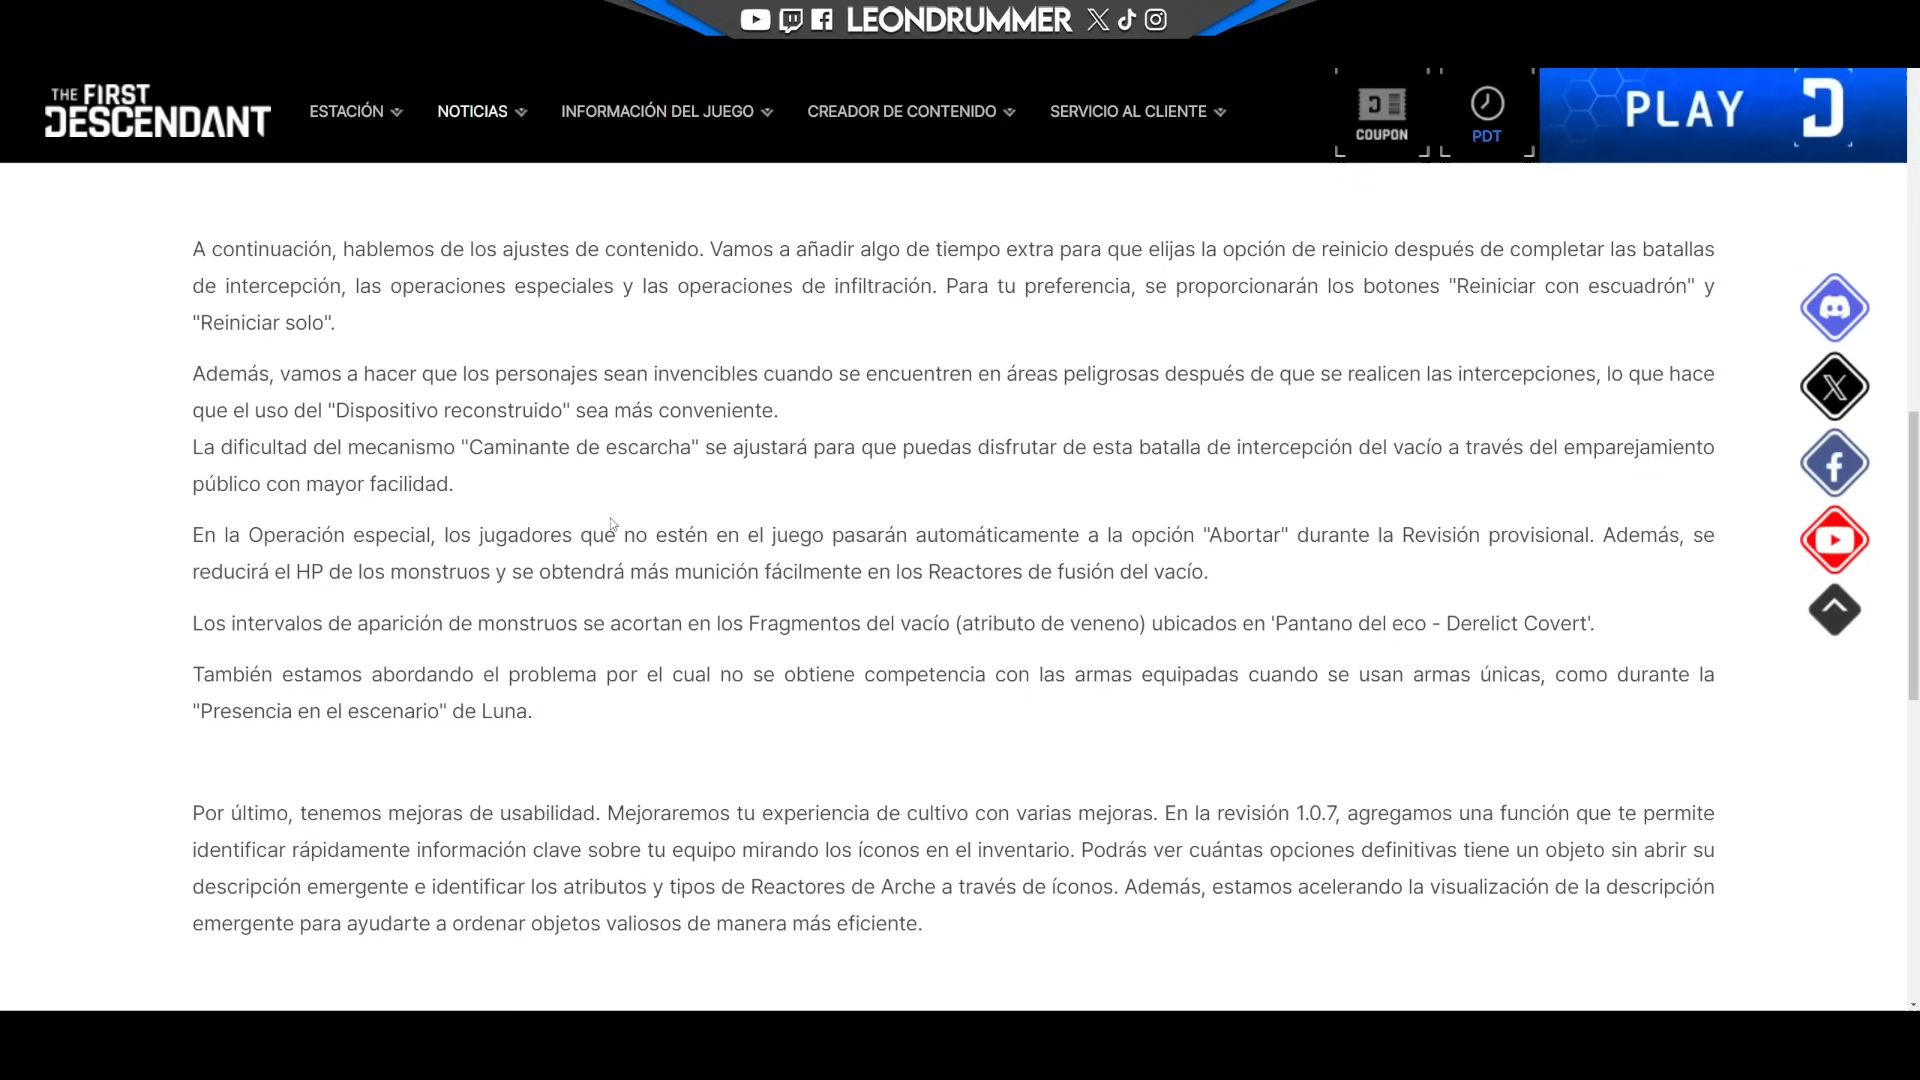 LEONDRUMMER
THE FIRST
DESCENDANT
ESTACIÓN
NOTICIAS
INFORMACIÓN DEL JUEGO
CREADOR DE CONTENIDO
SERVICIO AL CLIENTE
COUPON
PDT
PLAY
A continuación, hablemos de los ajustes de contenido. Vamos a añadir algo de tiempo extra para que elijas la opción de reinicio después de completar las batallas
de intercepción, las operaciones especiales y las operaciones de infiltración. Para tu preferencia, se proporcionarán los botones "Reiniciar con escuadrón" y
"Reiniciar solo".
Además, vamos a hacer que los personajes sean invencibles cuando se encuentren en áreas peligrosas después de que se realicen las intercepciones, lo que hace
que el uso del "Dispositivo reconstruido" sea más conveniente.
La dificultad del mecanismo "Caminante de escarcha" se ajustará para que puedas disfrutar de esta batalla de intercepción del vacío a través del emparejamiento
público con mayor facilidad.
En la Operación especial, los jugadores que no estén en el juego pasarán automáticamente a la opción "Abortar" durante la Revisión provisional. Además, se
reducirá el HP de los monstruos y se obtendrá más munición fácilmente en los Reactores de fusión del vacío.
Los intervalos de aparición de monstruos se acortan en los Fragmentos del vacío (atributo de veneno) ubicados en 'Pantano del eco - Derelict Covert'.
También estamos abordando el problema por el cual no se obtiene competencia con las armas equipadas cuando se usan armas únicas, como durante la
"Presencia en el escenario" de Luna.
Por último, tenemos mejoras de usabilidad. Mejoraremos tu experiencia de cultivo con varias mejoras. En la revisión 1.0.7, agregamos una función que te permite
identificar rápidamente información clave sobre tu equipo mirando los íconos en el inventario. Podrás ver cuántas opciones definitivas tiene un objeto sin abrir su
descripción emergente e identificar los atributos y tipos de Reactores de Arche a través de íconos. Además, estamos acelerando la visualización de la descripción
emergente para ayudarte a ordenar objetos valiosos de manera más eficiente.